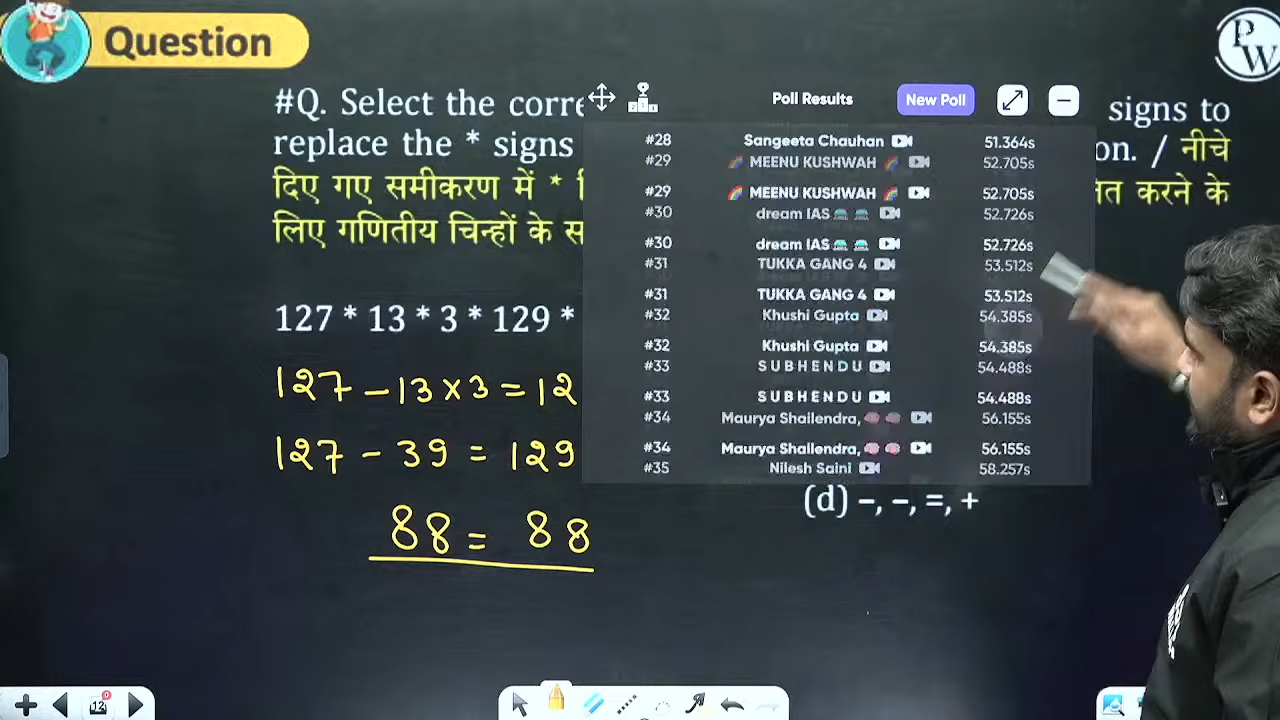 Question
PW
#Q. Select the corre signs to
replace the * signs on. / नीचे
दिए गए समीकरण में * करने के
लिए गणितीय चिन्हों के स
127 * 13 * 3 * 129 *
127 – 13 × 3 = 12
127 – 39 = 129
88 = 88
Poll Results
New Poll
#28 Sangeeta Chauhan 51.364s
#29 MEENU KUSHWAH 52.705s
#29 MEENU KUSHWAH 52.705s
#30 dream IAS 52.726s
#30 dream IAS 52.726s
#31 TUKKA GANG 4 53.512s
#31 TUKKA GANG 4 53.512s
#32 Khushi Gupta 54.385s
#32 Khushi Gupta 54.385s
#33 S U B H E N D U 54.488s
#33 S U B H E N D U 54.488s
#34 Maurya Shailendra, 56.155s
#34 Maurya Shailendra, 56.155s
#35 Nilesh Saini 58.257s
(d) –, –, =, +
12